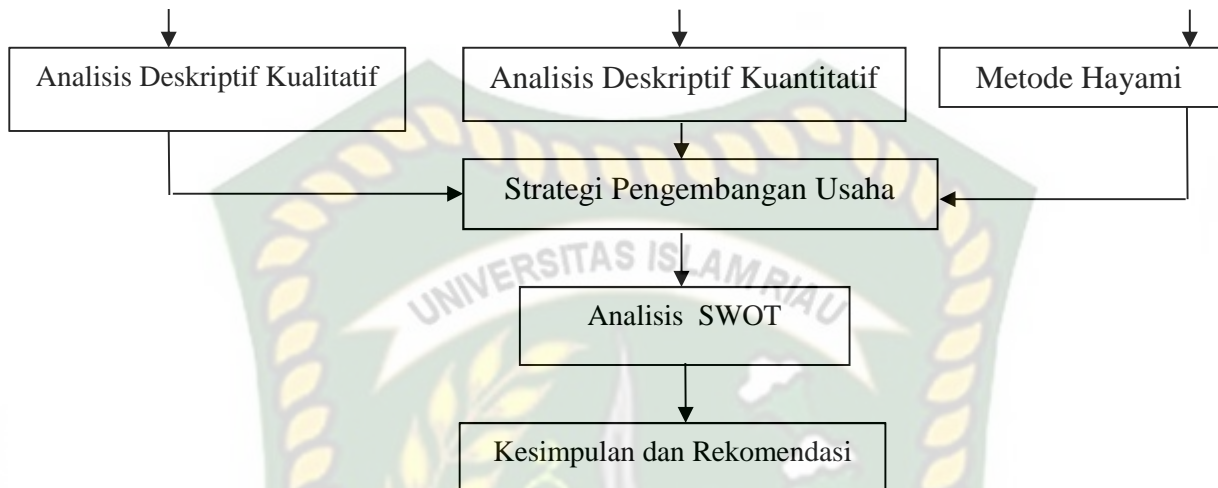 Analisis Deskriptif Kualitatif
Analisis Deskriptif Kuantitatif
Metode Hayami
Strategi Pengembangan Usaha
UNIVERSITAS ISLAM RIAU
Analisis SWOT
Kesimpulan dan Rekomendasi